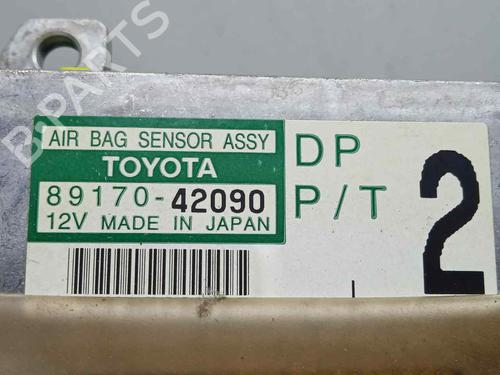 AIR BAG SENSOR ASSY
TOYOTA
89170-42090
12V MADE IN JAPAN
DP
P/T
2
B-PARTS